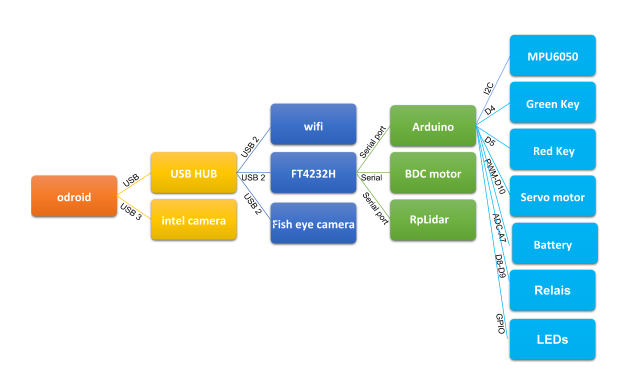 odroid
USB
USB 3
USB HUB
intel camera
USB 2
USB 2
USB 2
wifi
FT4232H
Fish eye camera
Serial port
Serial
Serial port
Arduino
BDC motor
RpLidar
I2C
D4
D5
PWM-D10
ADC-A7
D8-D9
GPIO
MPU6050
Green Key
Red Key
Servo motor
Battery
Relais
LEDs